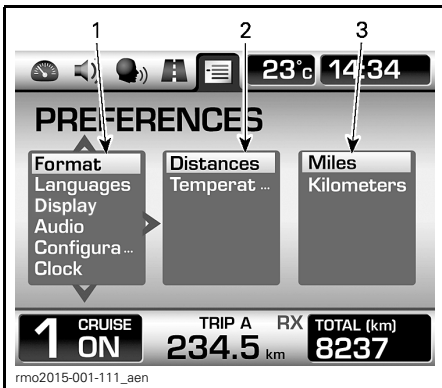 1 2 3
23°c 14:34
PREFERENCES
Format Distances Miles
Languages Temperat ... Kilometers
Display
Audio
Configura ...
Clock
1 CRUISE ON TRIP A 234.5 km RX TOTAL (km) 8237
rmo2015-001-111_aen